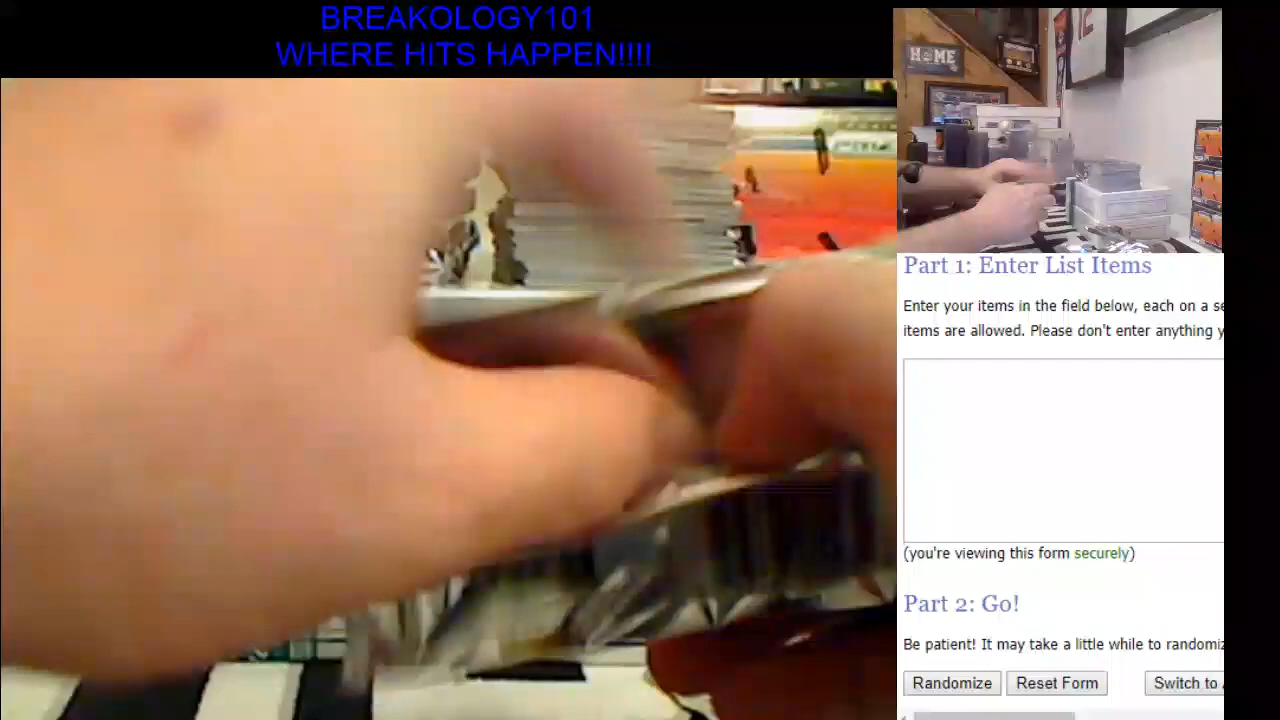 BREAKOLOGY101
WHERE HITS HAPPEN!!!!
HOME
Part 1: Enter List Items
Enter your items in the field below, each on a se
items are allowed. Please don't enter anything y
(you're viewing this form securely)
Part 2: Go!
Be patient! It may take a little while to randomiz
Randomize
Reset Form
Switch to